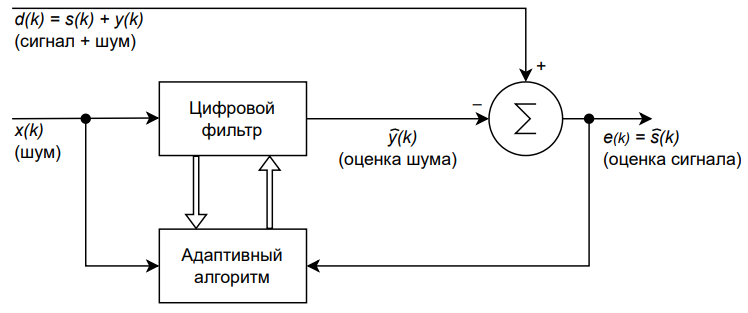 d(k) = s(k) + y(k)
(сигнал + шум)
+
Цифровой
фильтр
–
Σ
x(k)
(шум)
ŷ(k)
(оценка шума)
e(k) = ŝ(k)
(оценка сигнала)
Адаптивный
алгоритм